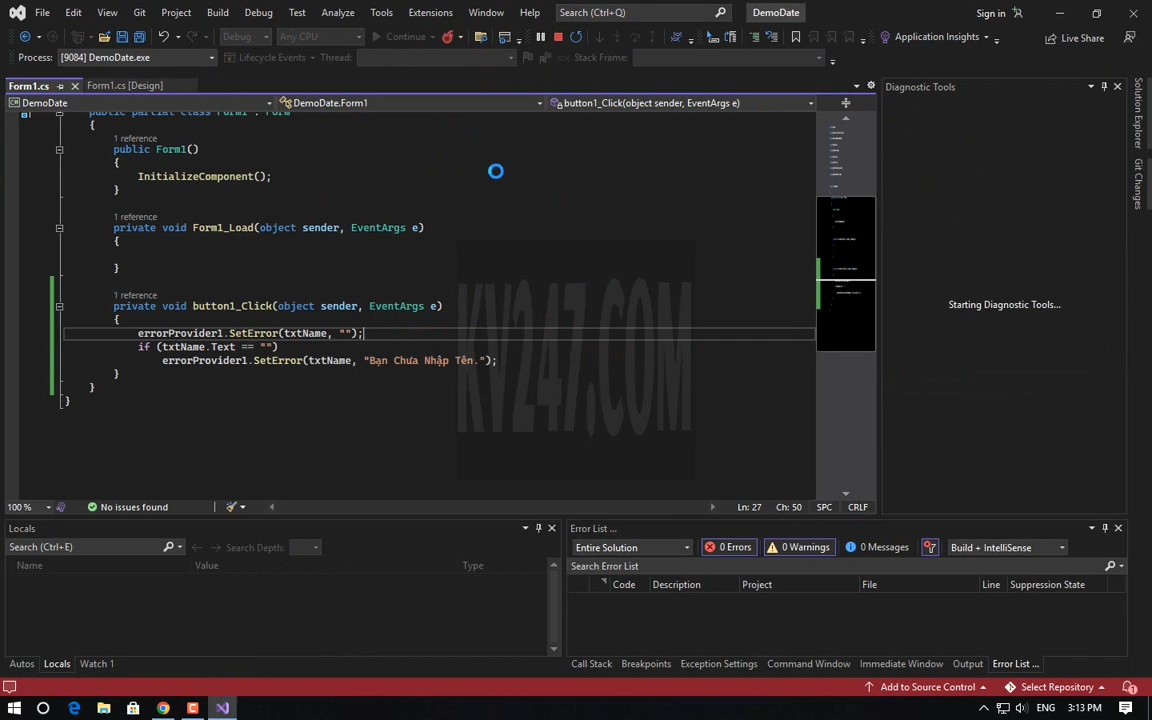 File Edit View Git Project Build Debug Test Analyze Tools Extensions Window Help Search (Ctrl+Q) DemoDate Sign in
Debug Any CPU Continue Application Insights Live Share
Process: [9084] DemoDate.exe Lifecycle Events Thread: Stack Frame:
Form1.cs Form1.cs [Design]
DemoDate DemoDate.Form1 button1_Click(object sender, EventArgs e)
public partial class Form1 : Form
{
1 reference
public Form1()
{
InitializeComponent();
}
1 reference
private void Form1_Load(object sender, EventArgs e)
{
}
1 reference
private void button1_Click(object sender, EventArgs e)
{
errorProvider1.SetError(txtName, "");
if (txtName.Text == "")
errorProvider1.SetError(txtName, "Bạn Chưa Nhập Tên.");
}
}
}
KV247.COM
100 % No issues found Ln: 27 Ch: 50 SPC CRLF
Diagnostic Tools
Starting Diagnostic Tools...
Solution Explorer
Git Changes
Locals
Search (Ctrl+E) Search Depth:
Name Value Type
Autos Locals Watch 1
Error List ...
Entire Solution 0 Errors 0 Warnings 0 Messages Build + IntelliSense
Search Error List
Code Description Project File Line Suppression State
Call Stack Breakpoints Exception Settings Command Window Immediate Window Output Error List ...
Add to Source Control Select Repository 1
ENG 3:13 PM